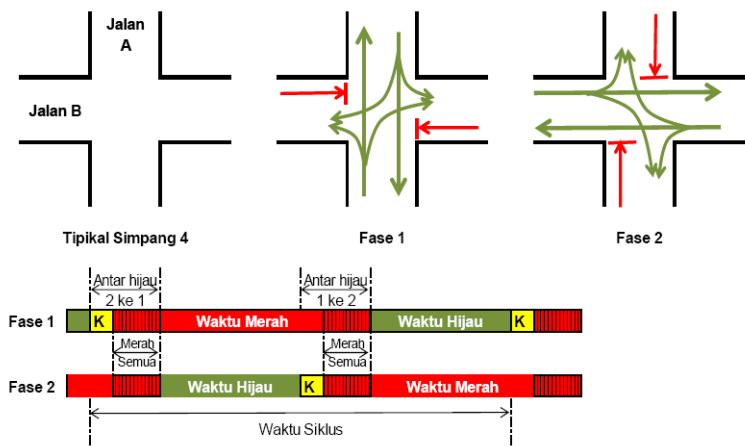 Jalan
A
Jalan B
Tipikal Simpang 4
Fase 1
Fase 2
Antar hijau
2 ke 1
Antar hijau
1 ke 2
Fase 1
K
Waktu Merah
Waktu Hijau
K
Merah
Semua
Merah
Semua
Fase 2
Waktu Hijau
K
Waktu Merah
Waktu Siklus